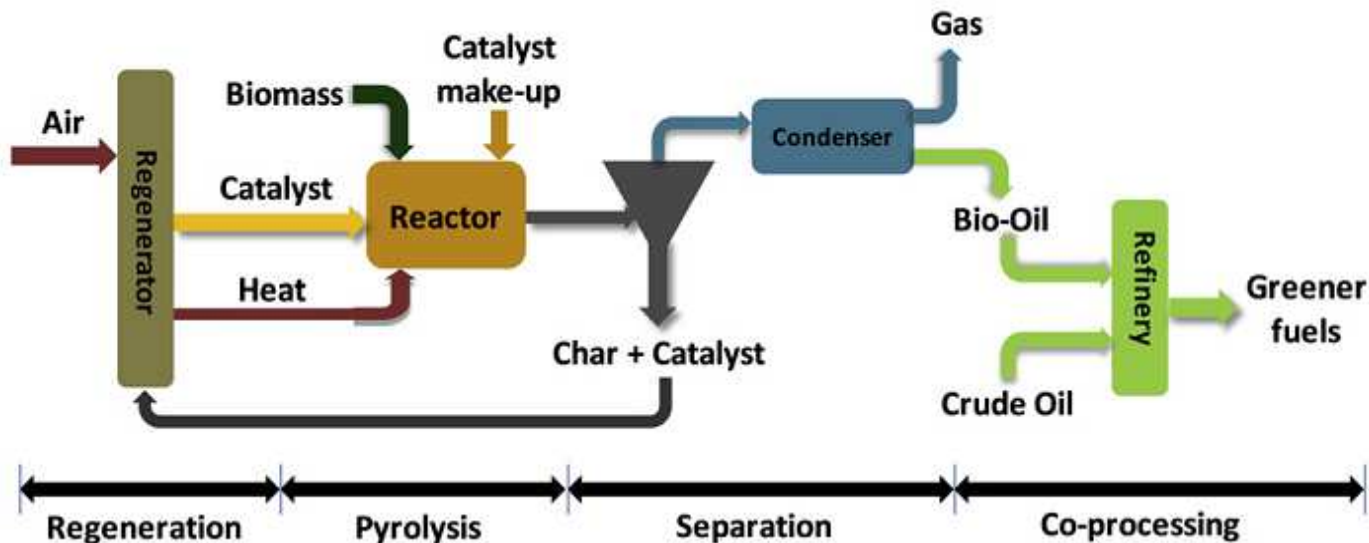 Gas
Catalyst
make-up
Biomass
Air
Condenser
Regenerator
Catalyst
Reactor
Bio-Oil
Refinery
Heat
Greener
fuels
Char + Catalyst
Crude Oil
Regeneration
Pyrolysis
Separation
Co-processing